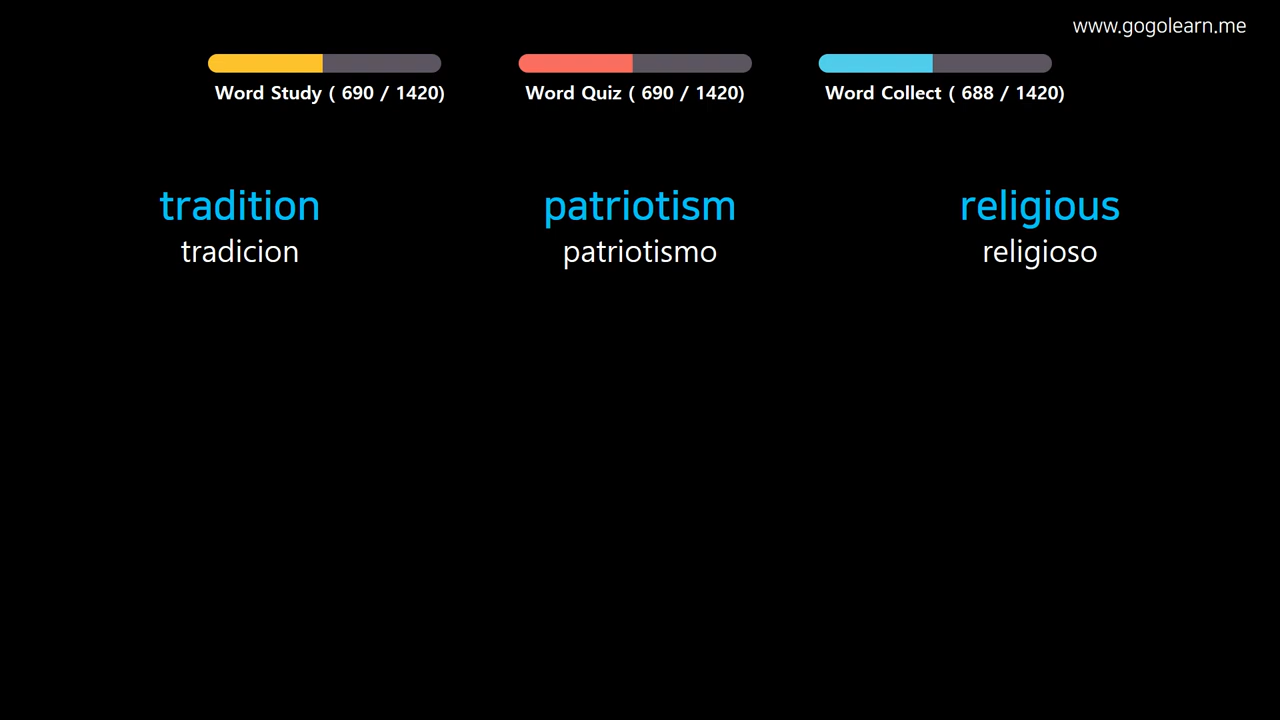 www.gogolearn.me
Word Study ( 690 / 1420)
Word Quiz ( 690 / 1420)
Word Collect ( 688 / 1420)
tradition
tradicion
patriotism
patriotismo
religious
religioso